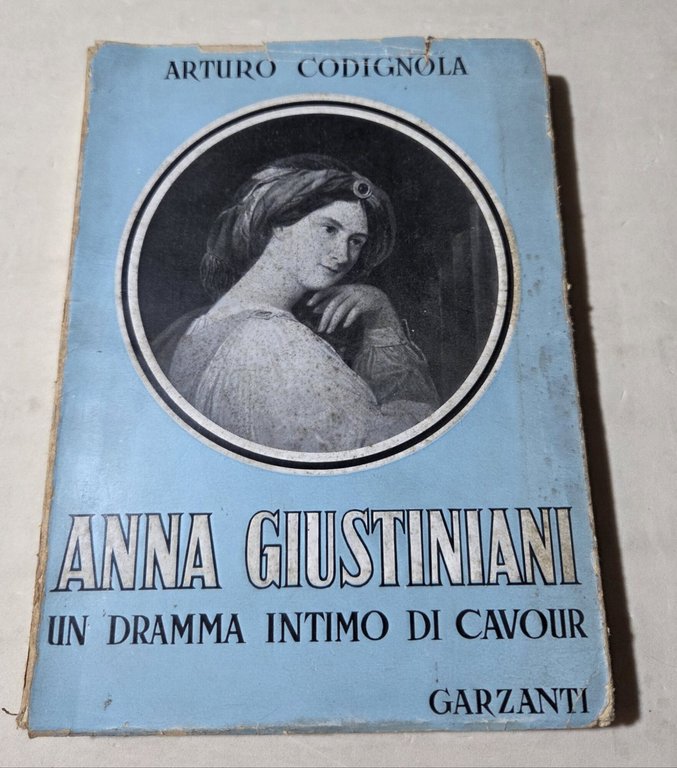 ARTURO CODIGNOLA
ANNA GIUSTINIANI
UN DRAMMA INTIMO DI CAVOUR
GARZANTI